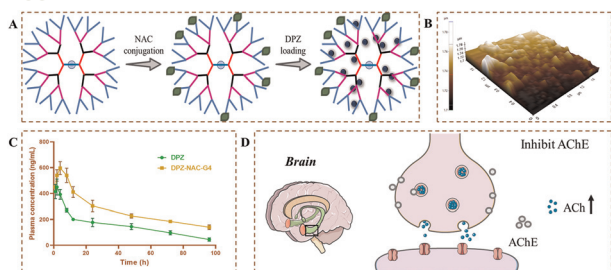 A
NAC
conjugation
DPZ
loading
B
C
DPZ
DPZ-NAC-G4
Plasma concentration (ng/mL)
800
600
400
200
0
0
20
40
60
80
100
Time (h)
D
Brain
Inhibit AChE
ACh
AChE